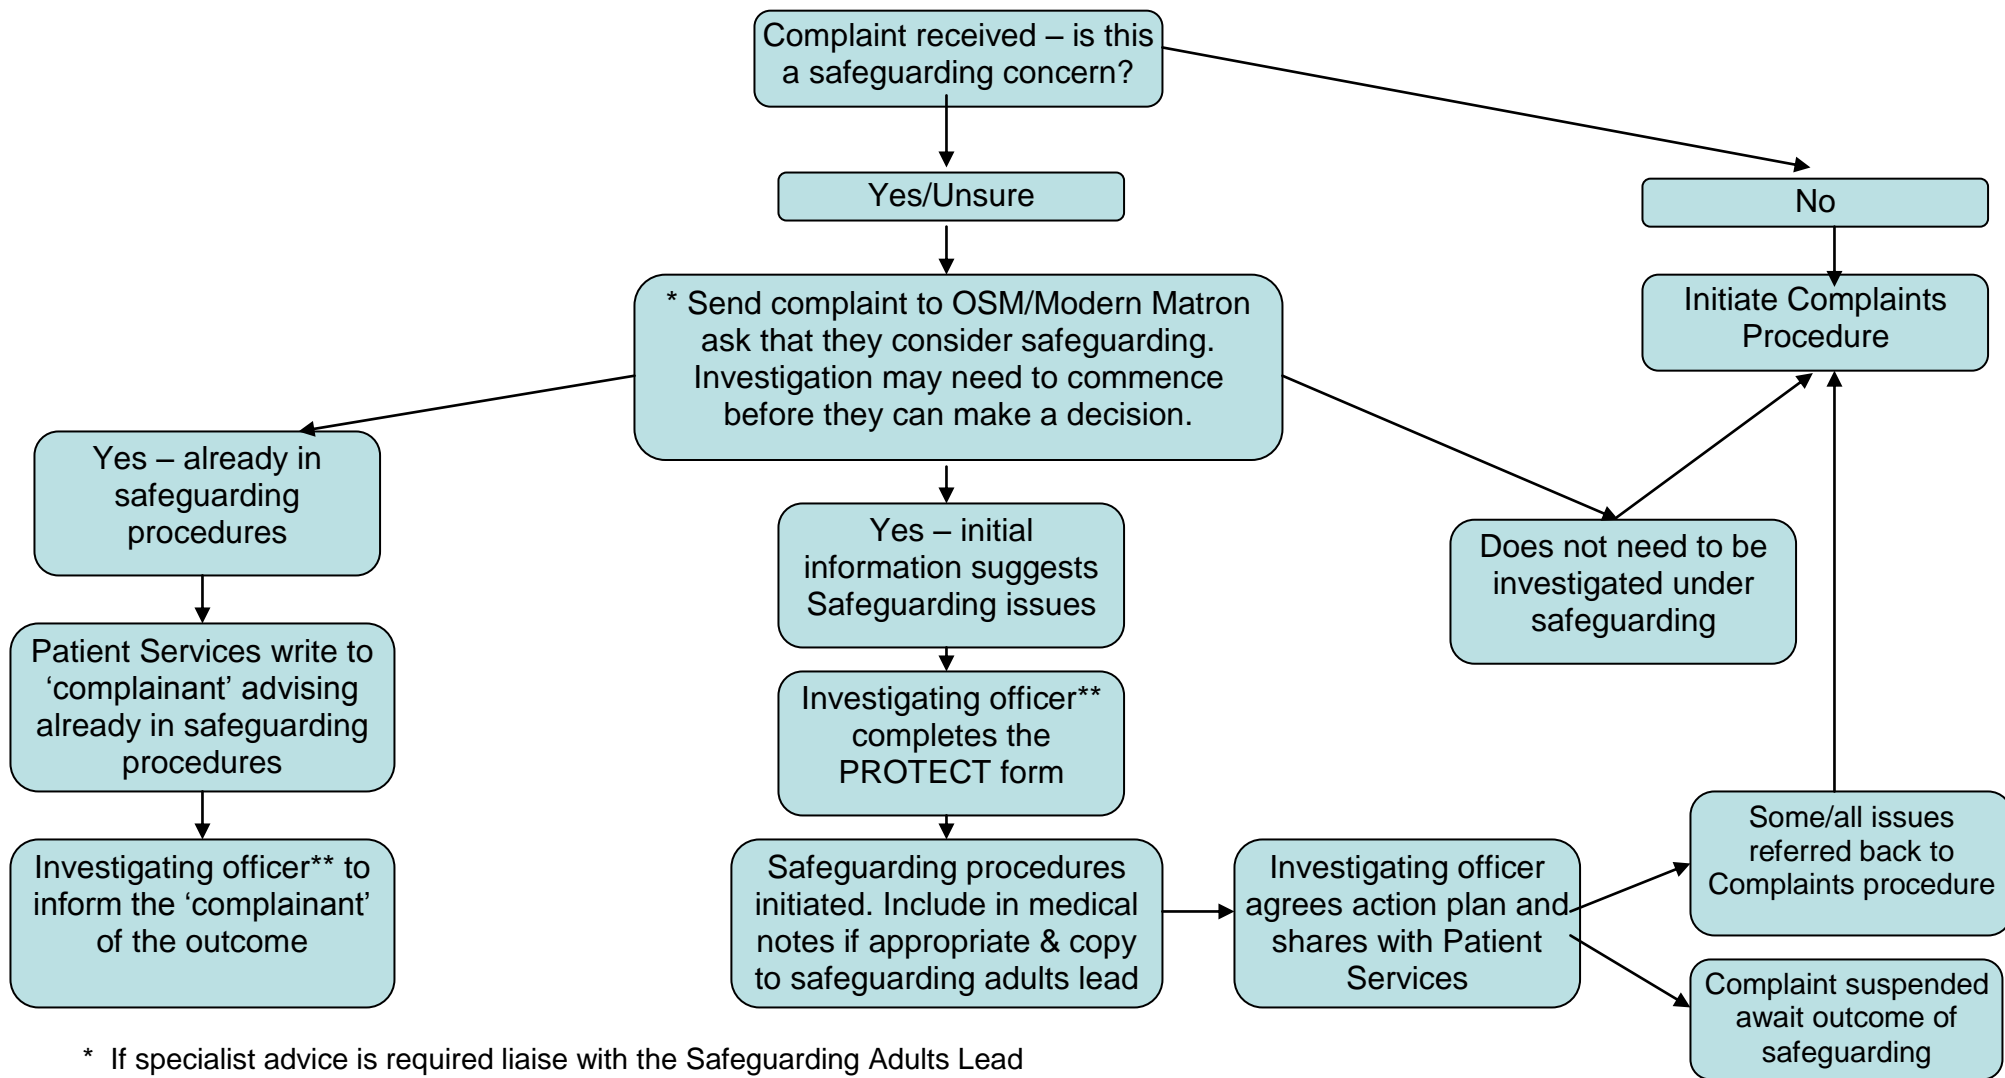 Complaint received – is this
a safeguarding concern?
Yes/Unsure
No
* Send complaint to OSM/Modern Matron
ask that they consider safeguarding.
Investigation may need to commence
before they can make a decision.
Initiate Complaints
Procedure
Yes – already in
safeguarding
procedures
Yes – initial
information suggests
Safeguarding issues
Does not need to be
investigated under
safeguarding
Patient Services write to
‘complainant’ advising
already in safeguarding
procedures
Investigating officer**
completes the
PROTECT form
Investigating officer** to
inform the ‘complainant’
of the outcome
Safeguarding procedures
initiated. Include in medical
notes if appropriate & copy
to safeguarding adults lead
Investigating officer
agrees action plan and
shares with Patient
Services
Some/all issues
referred back to
Complaints procedure
Complaint suspended
await outcome of
safeguarding
* If specialist advice is required liaise with the Safeguarding Adults Lead